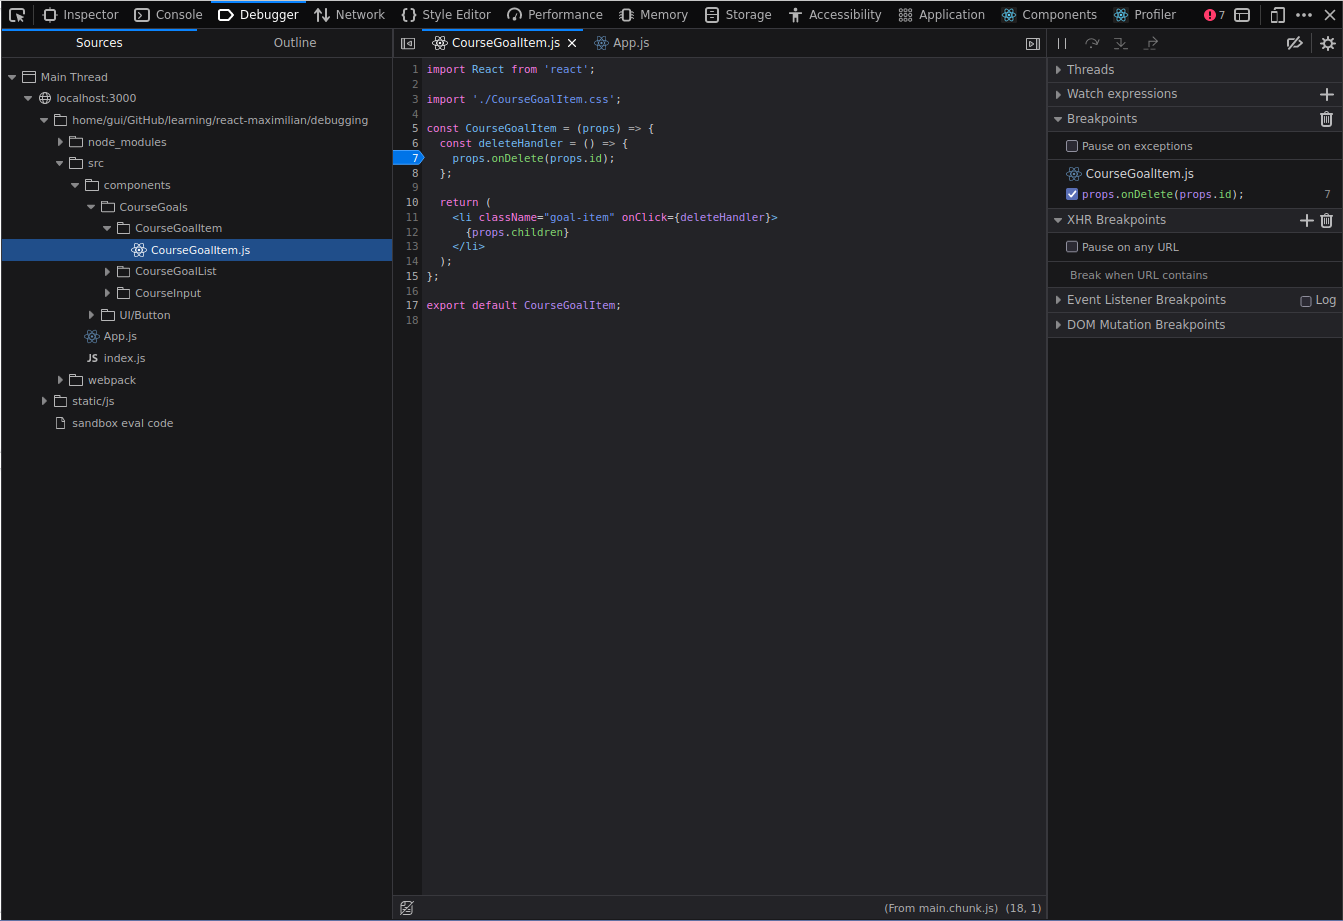 Inspector Console Debugger Network Style Editor Performance Memory Storage Accessibility Application Components Profiler 7
Sources Outline
Main Thread
localhost:3000
home/gui/GitHub/learning/react-maximilian/debugging
node_modules
src
components
CourseGoals
CourseGoalItem
CourseGoalItem.js
CourseGoalList
CourseInput
UI/Button
App.js
JS index.js
webpack
static/js
sandbox eval code
CourseGoalItem.js App.js
1 import React from 'react';
2
3 import './CourseGoalItem.css';
4
5 const CourseGoalItem = (props) => {
6   const deleteHandler = () => {
7     props.onDelete(props.id);
8   };
9
10   return (
11     <li className="goal-item" onClick={deleteHandler}>
12       {props.children}
13     </li>
14   );
15 };
16
17 export default CourseGoalItem;
18
(From main.chunk.js) (18, 1)
Threads
Watch expressions
Breakpoints
Pause on exceptions
CourseGoalItem.js
props.onDelete(props.id); 7
XHR Breakpoints
Pause on any URL
Break when URL contains
Event Listener Breakpoints Log
DOM Mutation Breakpoints